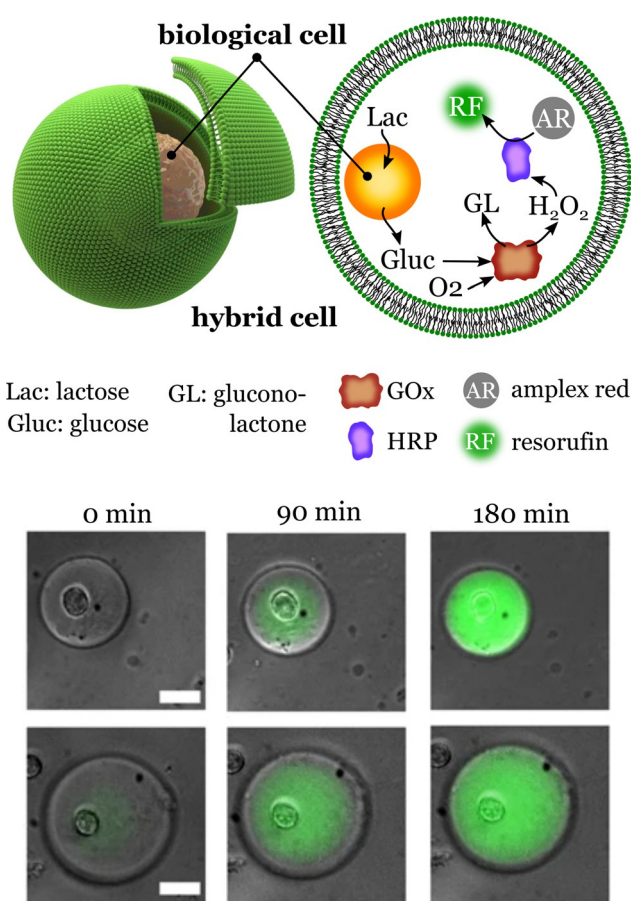 biological cell
Lac
RF
AR
GL
H₂O₂
Gluc
O2
hybrid cell
Lac: lactose
Gluc: glucose
GL: glucono-
lactone
GOx
AR amplex red
HRP
RF resorufin
0 min 90 min 180 min